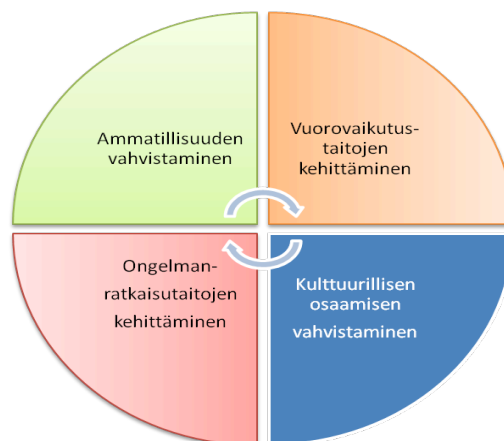 Ammatillisuuden
vahvistaminen
Vuorovaikutus-
taitojen
kehittäminen
Ongelman-
ratkaisutaitojen
kehittäminen
Kulttuurillisen
osaamisen
vahvistaminen